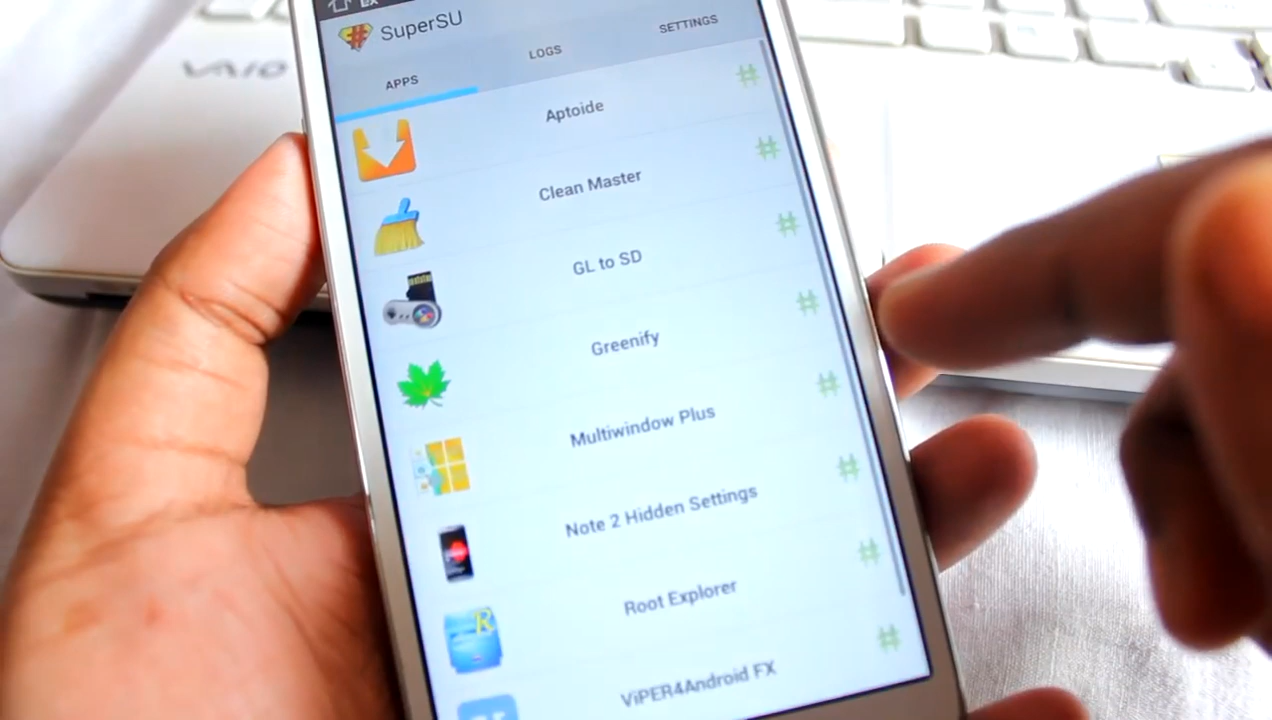 VAIO
SuperSU
APPS
LOGS
SETTINGS
Aptoide
Clean Master
GL to SD
Greenify
Multiwindow Plus
Note 2 Hidden Settings
Root Explorer
ViPER4Android FX